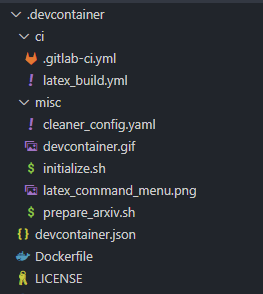 .devcontainer
ci
.gitlab-ci.yml
latex_build.yml
misc
cleaner_config.yaml
devcontainer.gif
initialize.sh
latex_command_menu.png
prepare_arxiv.sh
devcontainer.json
Dockerfile
LICENSE